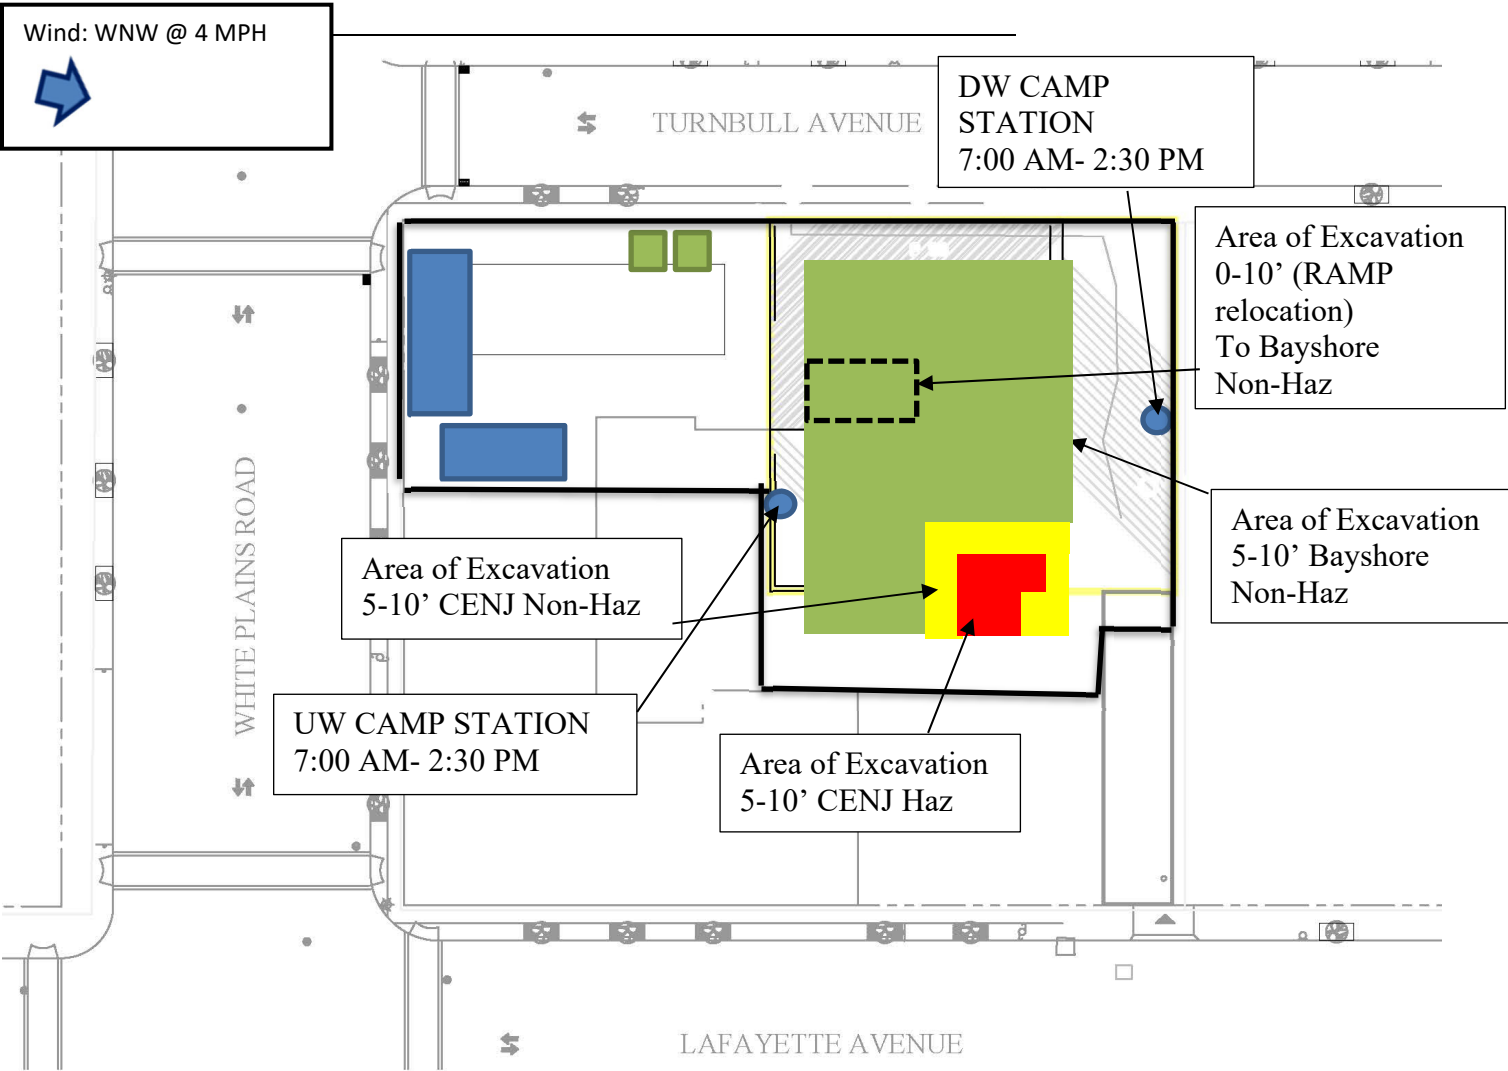 Wind: WNW @ 4 MPH
TURNBULL AVENUE
DW CAMP
STATION
7:00 AM- 2:30 PM
Area of Excavation
0-10’ (RAMP
relocation)
To Bayshore
Non-Haz
WHITE PLAINS ROAD
Area of Excavation
5-10’ Bayshore
Non-Haz
Area of Excavation
5-10’ CENJ Non-Haz
UW CAMP STATION
7:00 AM- 2:30 PM
Area of Excavation
5-10’ CENJ Haz
LAFAYETTE AVENUE